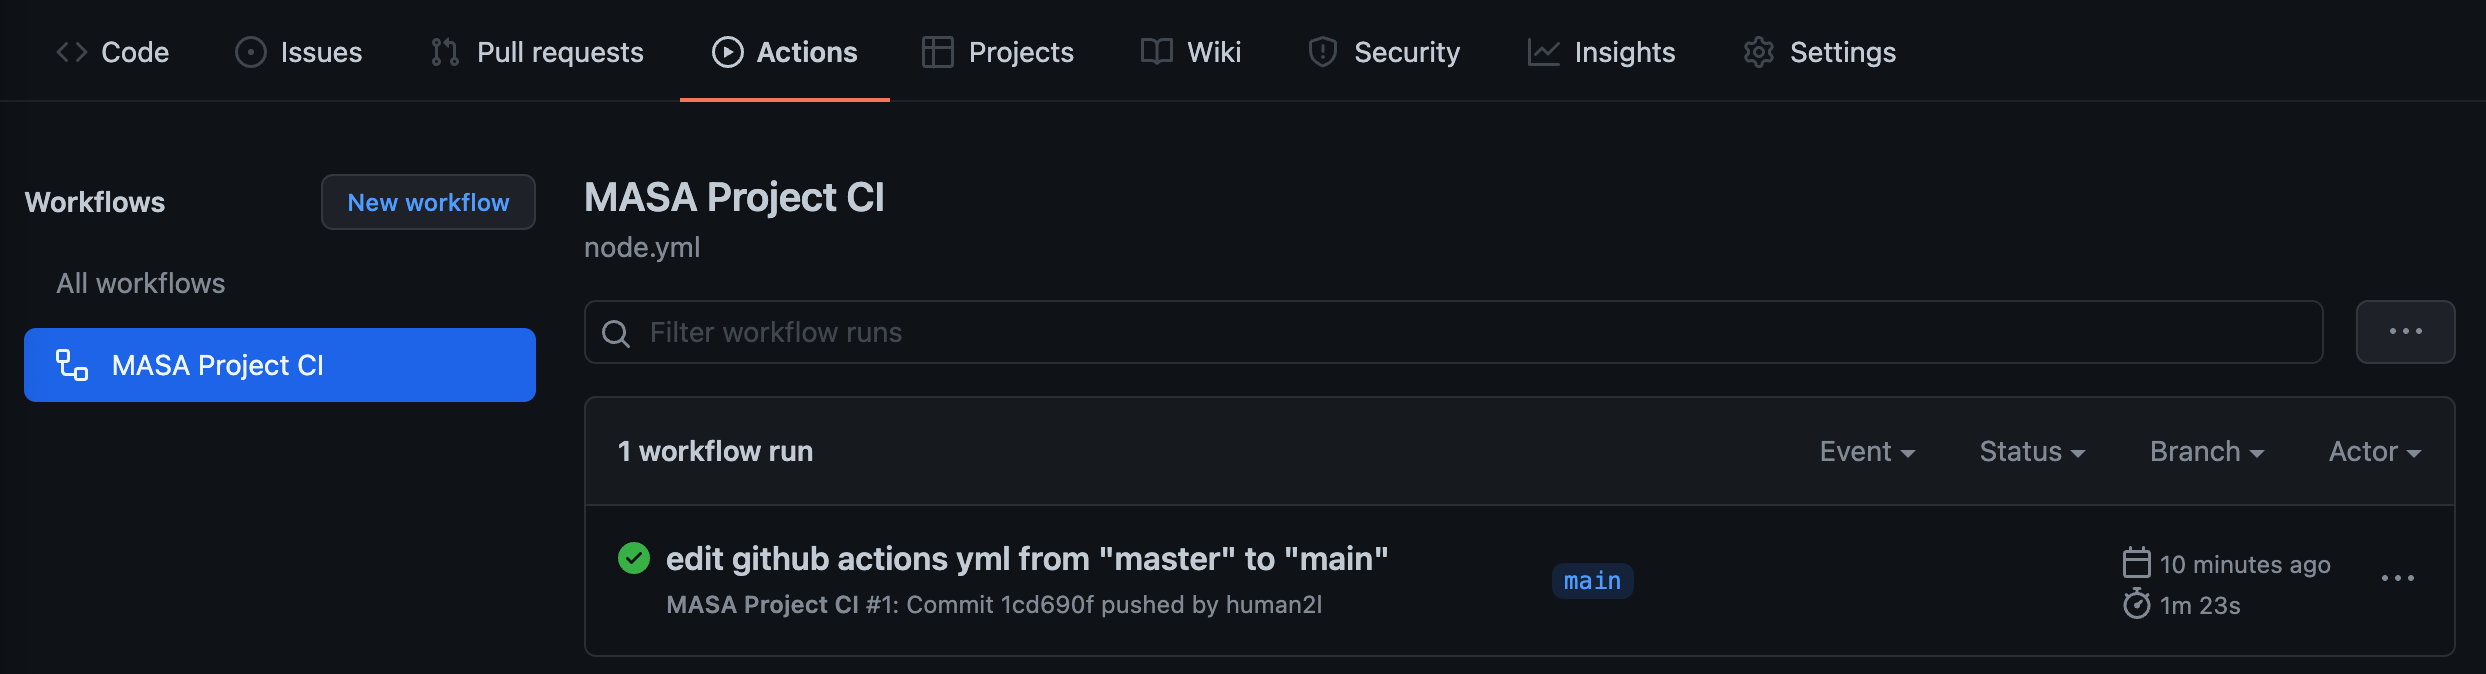 Code Issues Pull requests Actions Projects Wiki Security Insights Settings
Workflows
New workflow
All workflows
MASA Project CI
MASA Project CI
node.yml
Filter workflow runs
1 workflow run
Event Status Branch Actor
edit github actions yml from "master" to "main"
MASA Project CI #1: Commit 1cd690f pushed by human2l
main
10 minutes ago
1m 23s